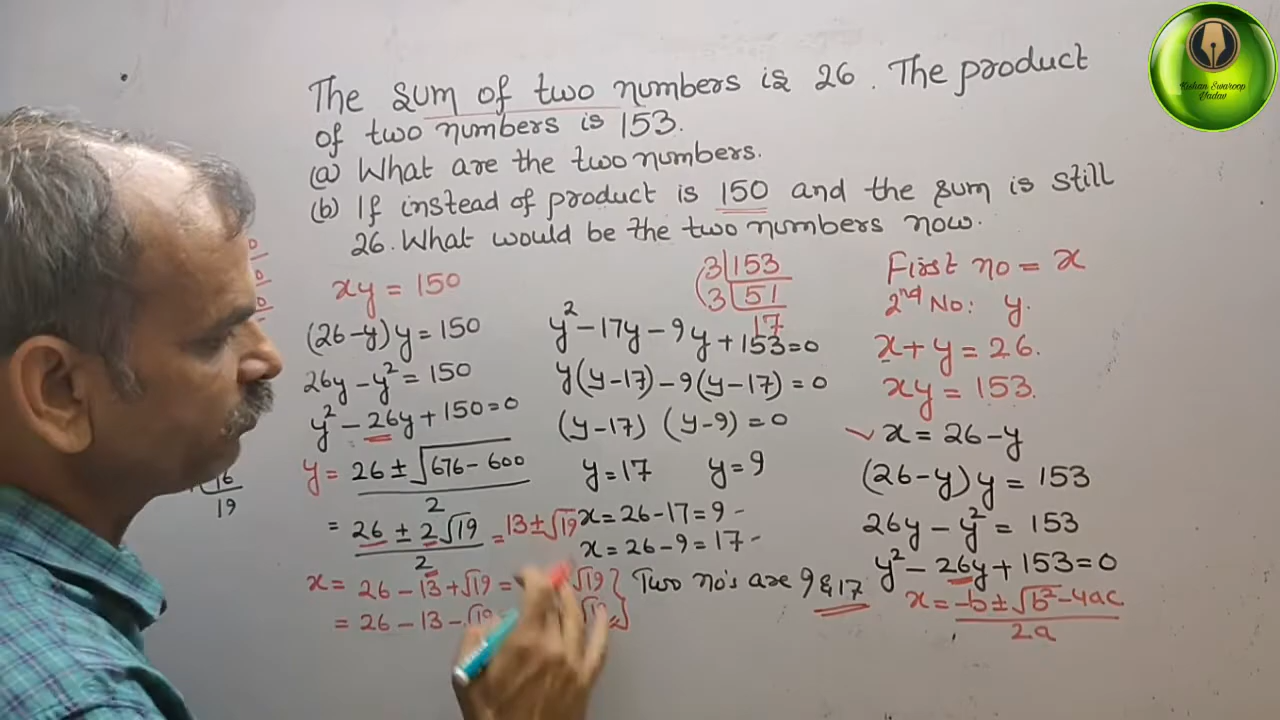 Kishan Swaroop
Yadav
The sum of two numbers is 26. The product
of two numbers is 153.
(a) What are the two numbers.
(b) If instead of product is 150 and the sum is still
26. What would be the two numbers now.
xy = 150
(26-y)y = 150
26y - y² = 150
y² - 26y + 150 = 0
y = 26 ± √676 - 600
2
= 26 ± 2√19 = 13 ± √19
2
x = 26 - 13 + √19 =
√19
= 26 - 13 - √19
3 153
3 51
17
y² - 17y - 9y + 153 = 0
y(y-17) - 9(y-17) = 0
(y-17) (y-9) = 0
y = 17 y = 9
x = 26 - 17 = 9 -
x = 26 - 9 = 17 -
Two no's are 9 & 17
First no = x
2nd No: y.
x + y = 26.
xy = 153.
✓ x = 26 - y
(26-y)y = 153
26y - y² = 153
y² - 26y + 153 = 0
x = -b ± √b² - 4ac
2a
16
19